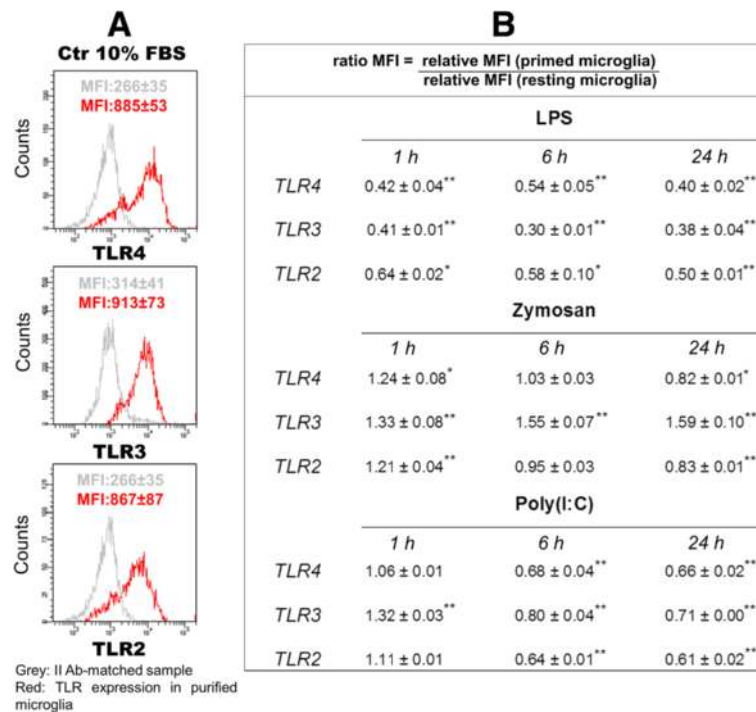 A
Ctr 10% FBS
MFI:266±35
MFI:885±53
Counts
TLR4
MFI:314±41
MFI:913±73
Counts
TLR3
MFI:266±35
MFI:867±87
Counts
TLR2
Grey: II Ab-matched sample
Red: TLR expression in purified
microglia
B
ratio MFI = relative MFI (primed microglia)
relative MFI (resting microglia)
LPS
1 h 6 h 24 h
TLR4 0.42 ± 0.04** 0.54 ± 0.05** 0.40 ± 0.02**
TLR3 0.41 ± 0.01** 0.30 ± 0.01** 0.38 ± 0.04**
TLR2 0.64 ± 0.02* 0.58 ± 0.10* 0.50 ± 0.01**
Zymosan
1 h 6 h 24 h
TLR4 1.24 ± 0.08* 1.03 ± 0.03 0.82 ± 0.01*
TLR3 1.33 ± 0.08** 1.55 ± 0.07** 1.59 ± 0.10**
TLR2 1.21 ± 0.04** 0.95 ± 0.03 0.83 ± 0.01**
Poly(I:C)
1 h 6 h 24 h
TLR4 1.06 ± 0.01 0.68 ± 0.04** 0.66 ± 0.02**
TLR3 1.32 ± 0.03** 0.80 ± 0.04** 0.71 ± 0.00**
TLR2 1.11 ± 0.01 0.64 ± 0.01** 0.61 ± 0.02**